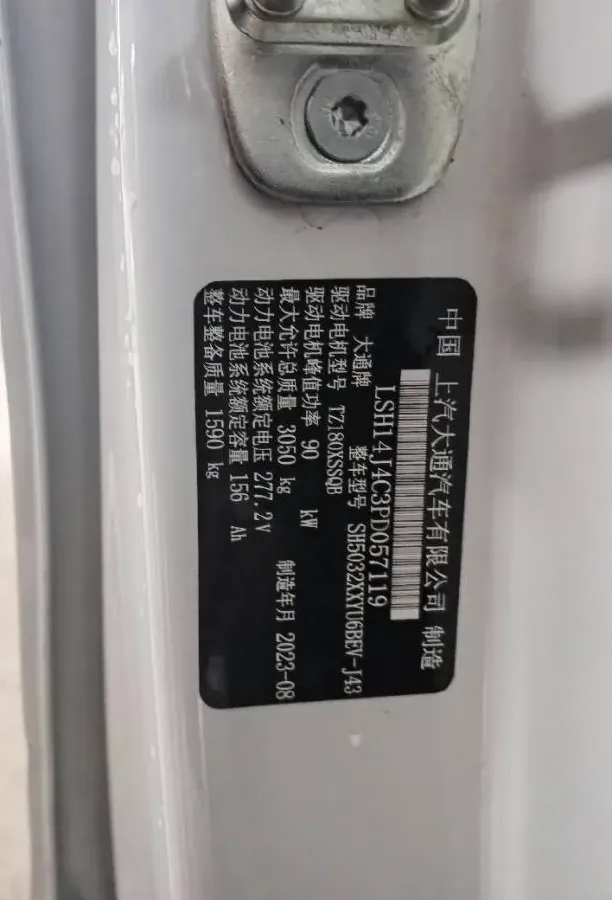 中国 上汽大通汽车有限公司 制造
LSH14J4C3PD057119
品牌 大通牌 整车型号 SH5032XXYU6BEV-J43
驱动电机型号 TZ180XSSQB
驱动电机峰值功率 90 kW
最大允许总质量 3050 kg 制造年月 2023-08
动力电池系统额定电压 277.2V
动力电池系统额定容量 156 Ah
整车整备质量 1590 kg